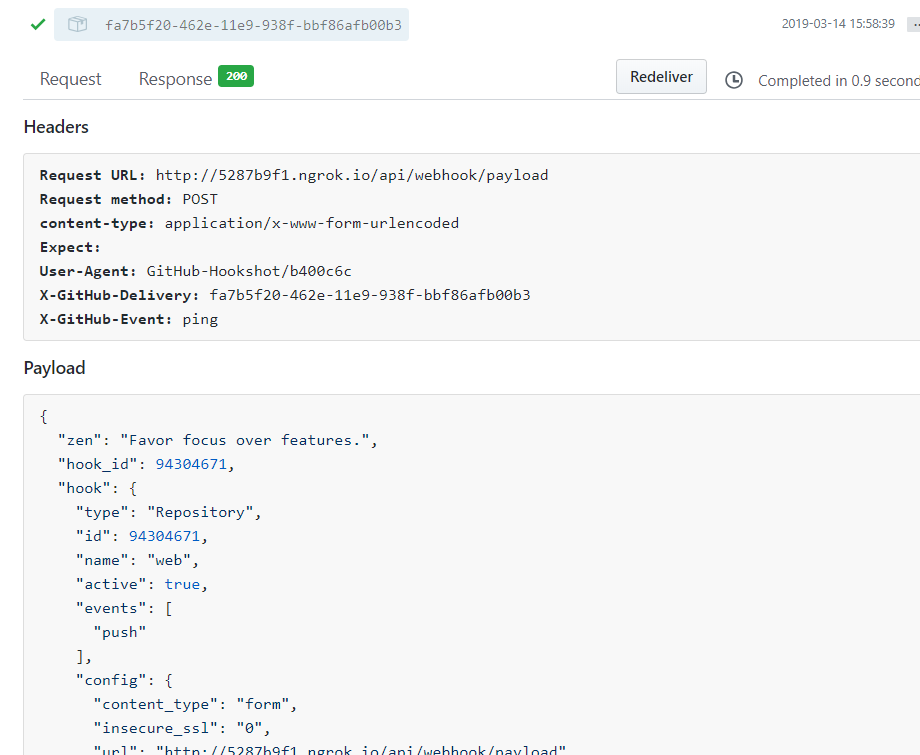 fa7b5f20-462e-11e9-938f-bbf86afb00b3 2019-03-14 15:58:39
Request Response 200 Redeliver Completed in 0.9 secon
Headers
Request URL: http://5287b9f1.ngrok.io/api/webhook/payload
Request method: POST
content-type: application/x-www-form-urlencoded
Expect:
User-Agent: GitHub-Hookshot/b400c6c
X-GitHub-Delivery: fa7b5f20-462e-11e9-938f-bbf86afb00b3
X-GitHub-Event: ping
Payload
{
"zen": "Favor focus over features.",
"hook_id": 94304671,
"hook": {
"type": "Repository",
"id": 94304671,
"name": "web",
"active": true,
"events": [
"push"
],
"config": {
"content_type": "form",
"insecure_ssl": "0",
"url": "http://5287b9f1.ngrok.io/api/webhook/payload"